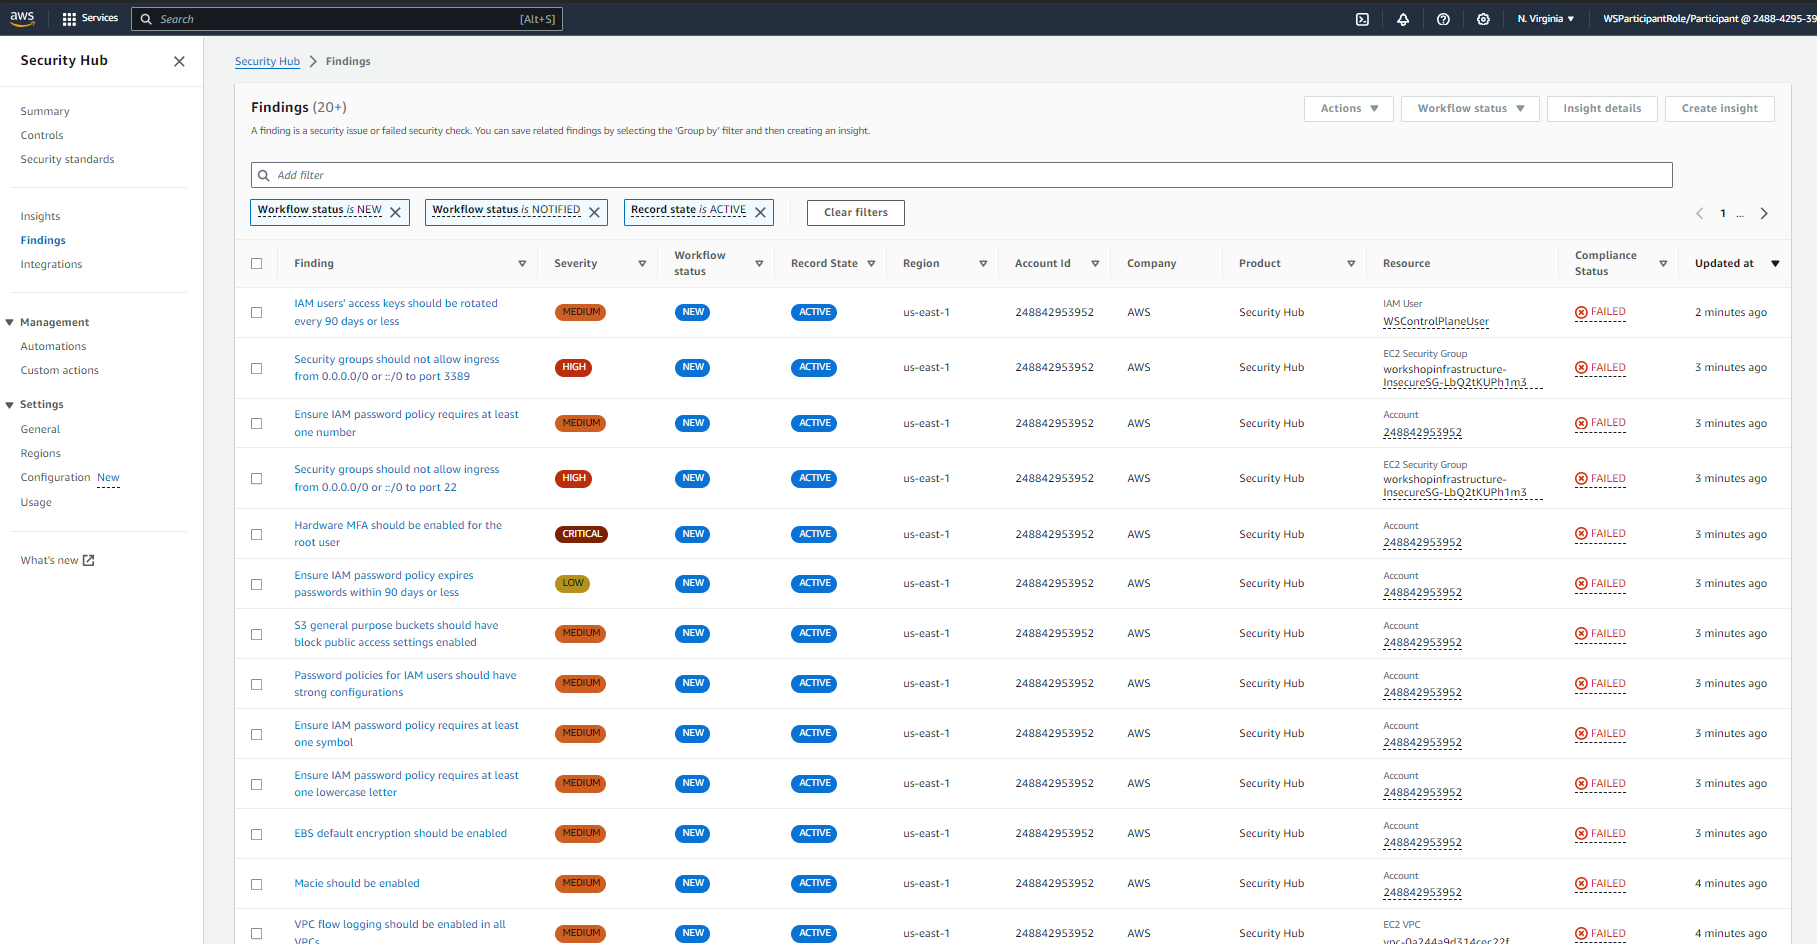 aws
Services
Search
[Alt+S]
N. Virginia
WSParticipantRole/Participant @ 2488-4295-39
Security Hub
Summary
Controls
Security standards
Insights
Findings
Integrations
Management
Automations
Custom actions
Settings
General
Regions
Configuration New
Usage
What's new
Security Hub > Findings
Findings (20+)
Actions
Workflow status
Insight details
Create insight
A finding is a security issue or failed security check. You can save related findings by selecting the 'Group by' filter and then creating an insight.
Add filter
Workflow status is NEW
Workflow status is NOTIFIED
Record state is ACTIVE
Clear filters
1 ...
Finding
Severity
Workflow
status
Record State
Region
Account Id
Company
Product
Resource
Compliance
Status
Updated at
IAM users' access keys should be rotated
every 90 days or less
MEDIUM
NEW
ACTIVE
us-east-1
248842953952
AWS
Security Hub
IAM User
WSControlPlaneUser
FAILED
2 minutes ago
Security groups should not allow ingress
from 0.0.0.0/0 or ::/0 to port 3389
HIGH
NEW
ACTIVE
us-east-1
248842953952
AWS
Security Hub
EC2 Security Group
workshopinfrastructure-
InsecureSG-LbQ2tKUPh1m3
FAILED
3 minutes ago
Ensure IAM password policy requires at least
one number
MEDIUM
NEW
ACTIVE
us-east-1
248842953952
AWS
Security Hub
Account
248842953952
FAILED
3 minutes ago
Security groups should not allow ingress
from 0.0.0.0/0 or ::/0 to port 22
HIGH
NEW
ACTIVE
us-east-1
248842953952
AWS
Security Hub
EC2 Security Group
workshopinfrastructure-
InsecureSG-LbQ2tKUPh1m3
FAILED
3 minutes ago
Hardware MFA should be enabled for the
root user
CRITICAL
NEW
ACTIVE
us-east-1
248842953952
AWS
Security Hub
Account
248842953952
FAILED
3 minutes ago
Ensure IAM password policy expires
passwords within 90 days or less
LOW
NEW
ACTIVE
us-east-1
248842953952
AWS
Security Hub
Account
248842953952
FAILED
3 minutes ago
S3 general purpose buckets should have
block public access settings enabled
MEDIUM
NEW
ACTIVE
us-east-1
248842953952
AWS
Security Hub
Account
248842953952
FAILED
3 minutes ago
Password policies for IAM users should have
strong configurations
MEDIUM
NEW
ACTIVE
us-east-1
248842953952
AWS
Security Hub
Account
248842953952
FAILED
3 minutes ago
Ensure IAM password policy requires at least
one symbol
MEDIUM
NEW
ACTIVE
us-east-1
248842953952
AWS
Security Hub
Account
248842953952
FAILED
3 minutes ago
Ensure IAM password policy requires at least
one lowercase letter
MEDIUM
NEW
ACTIVE
us-east-1
248842953952
AWS
Security Hub
Account
248842953952
FAILED
3 minutes ago
EBS default encryption should be enabled
MEDIUM
NEW
ACTIVE
us-east-1
248842953952
AWS
Security Hub
Account
248842953952
FAILED
3 minutes ago
Macie should be enabled
MEDIUM
NEW
ACTIVE
us-east-1
248842953952
AWS
Security Hub
Account
248842953952
FAILED
4 minutes ago
VPC flow logging should be enabled in all
VPCs
MEDIUM
NEW
ACTIVE
us-east-1
248842953952
AWS
Security Hub
EC2 VPC
vpc-0a244a9d314cec22f
FAILED
4 minutes ago